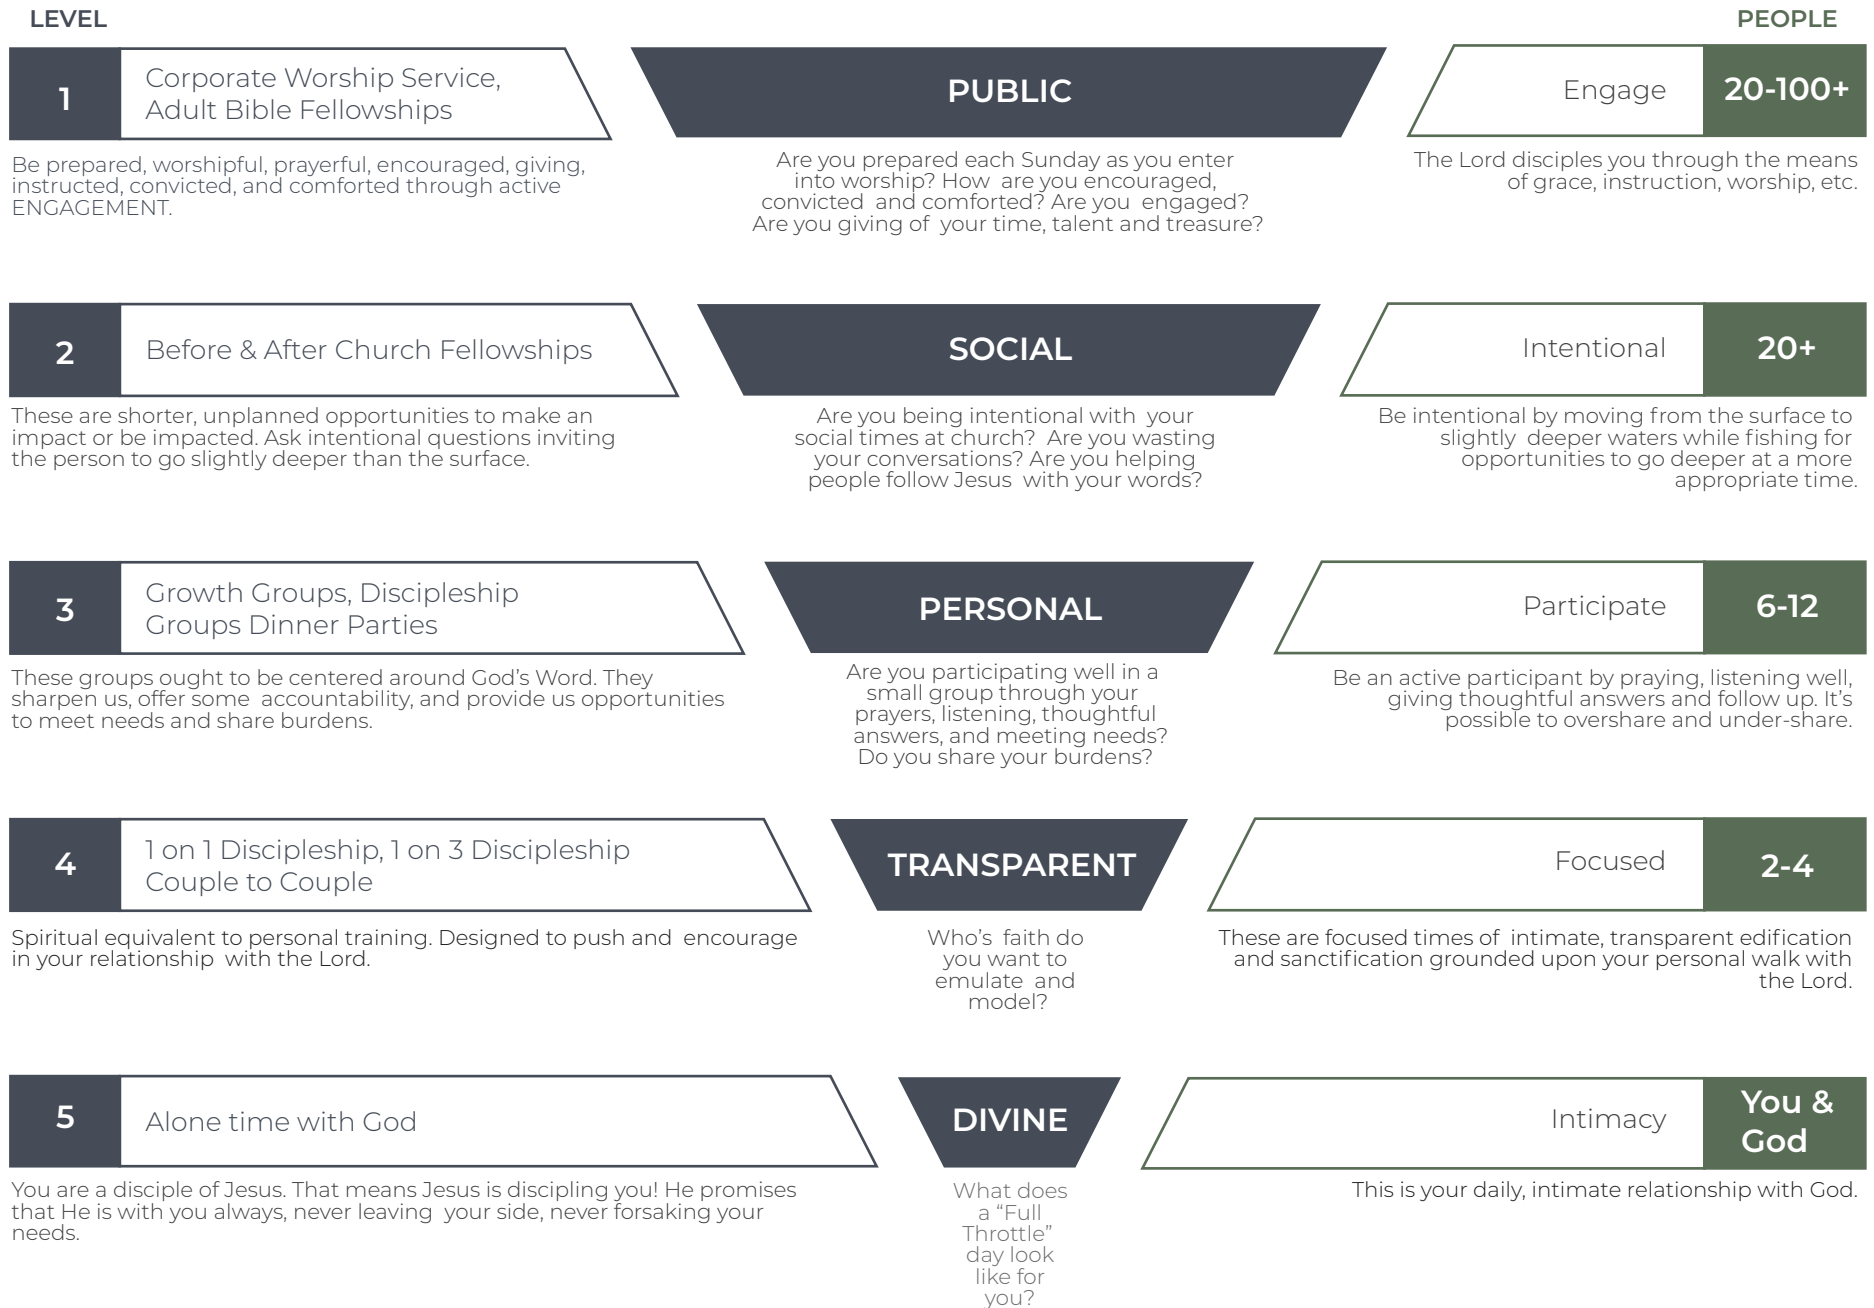 LEVEL
PEOPLE
1
Corporate Worship Service,
Adult Bible Fellowships
PUBLIC
Engage
20-100+
Be prepared, worshipful, prayerful, encouraged, giving,
instructed, convicted, and comforted through active
ENGAGEMENT.
Are you prepared each Sunday as you enter
into worship? How are you encouraged,
convicted and comforted? Are you engaged?
Are you giving of your time, talent and treasure?
The Lord disciples you through the means
of grace, instruction, worship, etc.
2
Before & After Church Fellowships
SOCIAL
Intentional
20+
These are shorter, unplanned opportunities to make an
impact or be impacted. Ask intentional questions inviting
the person to go slightly deeper than the surface.
Are you being intentional with your
social times at church? Are you wasting
your conversations? Are you helping
people follow Jesus with your words?
Be intentional by moving from the surface to
slightly deeper waters while fishing for
opportunities to go deeper at a more
appropriate time.
3
Growth Groups, Discipleship
Groups Dinner Parties
PERSONAL
Participate
6-12
These groups ought to be centered around God's Word. They
sharpen us, offer some accountability, and provide us opportunities
to meet needs and share burdens.
Are you participating well in a
small group through your
prayers, listening, thoughtful
answers, and meeting needs?
Do you share your burdens?
Be an active participant by praying, listening well,
giving thoughtful answers and follow up. It's
possible to overshare and under-share.
4
1 on 1 Discipleship, 1 on 3 Discipleship
Couple to Couple
TRANSPARENT
Focused
2-4
Spiritual equivalent to personal training. Designed to push and encourage
in your relationship with the Lord.
Who's faith do
you want to
emulate and
model?
These are focused times of intimate, transparent edification
and sanctification grounded upon your personal walk with
the Lord.
5
Alone time with God
DIVINE
Intimacy
You &
God
You are a disciple of Jesus. That means Jesus is discipling you! He promises
that He is with you always, never leaving your side, never forsaking your
needs.
What does
a “Full
Throttle”
day look
like for
you?
This is your daily, intimate relationship with God.